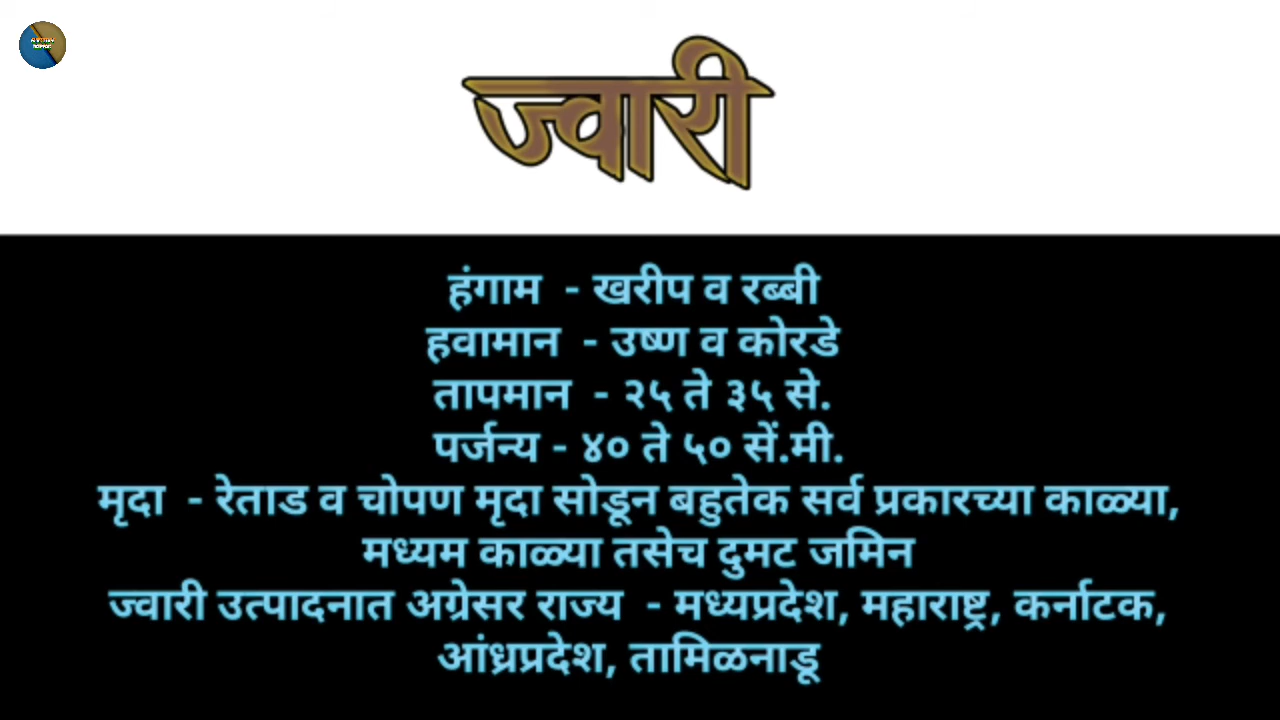 ज्वारी
हंगाम - खरीप व रब्बी
हवामान - उष्ण व कोरडे
तापमान - २५ ते ३५ से.
पर्जन्य - ४० ते ५० सें.मी.
मृदा - रेताड व चोपण मृदा सोडून बहुतेक सर्व प्रकारच्या काळ्या,
मध्यम काळ्या तसेच दुमट जमिन
ज्वारी उत्पादनात अग्रेसर राज्य - मध्यप्रदेश, महाराष्ट्र, कर्नाटक,
आंध्रप्रदेश, तामिळनाडू